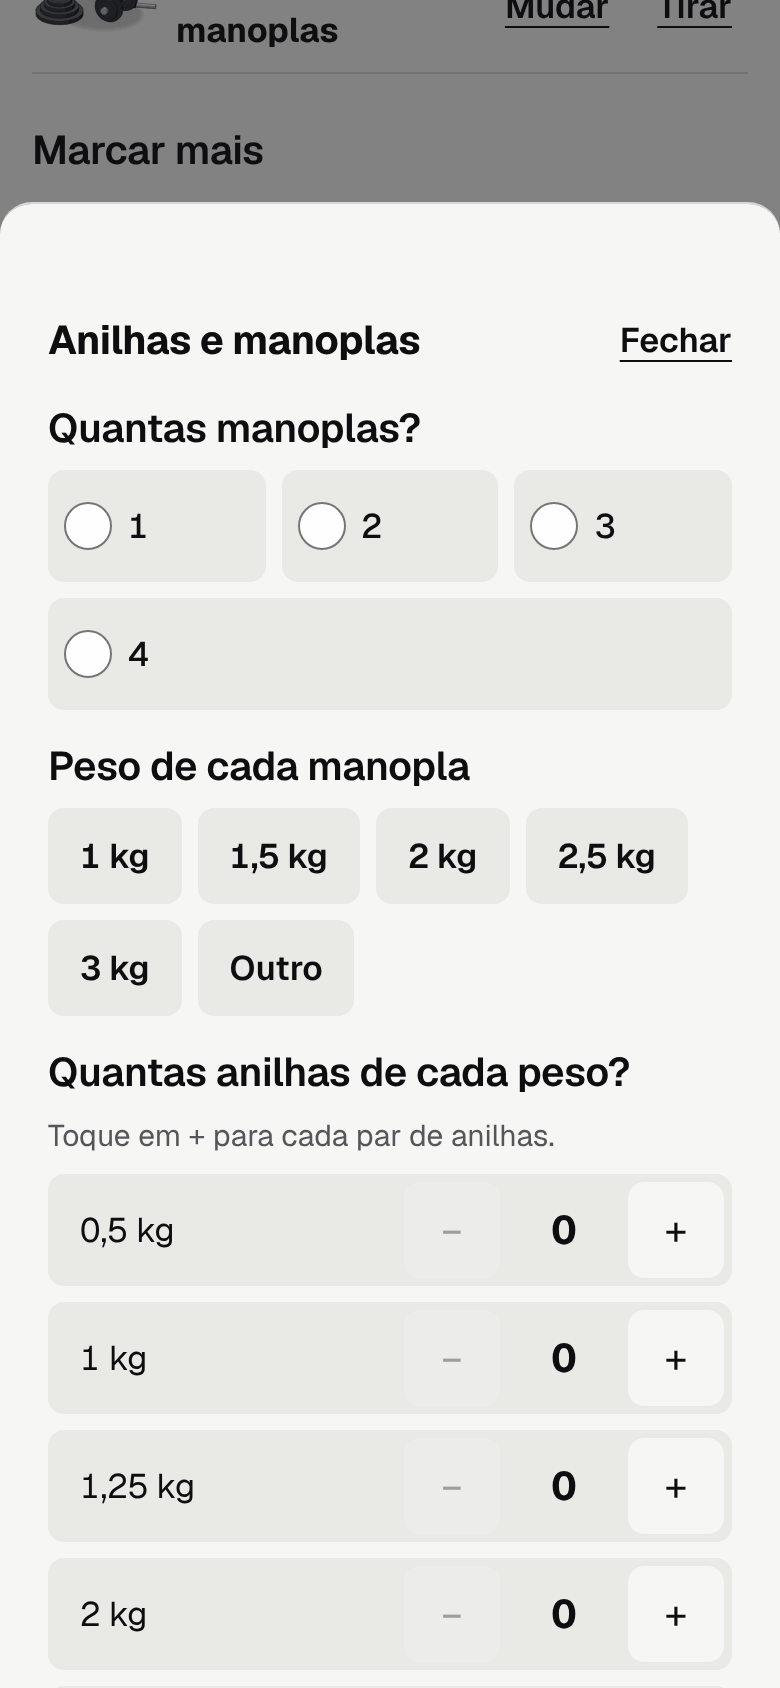 manoplas
Mudar
Tirar
Marcar mais
Anilhas e manoplas
Fechar
Quantas manoplas?
1
2
3
4
Peso de cada manopla
1 kg
1,5 kg
2 kg
2,5 kg
3 kg
Outro
Quantas anilhas de cada peso?
Toque em + para cada par de anilhas.
0,5 kg − 0 +
1 kg − 0 +
1,25 kg − 0 +
2 kg − 0 +